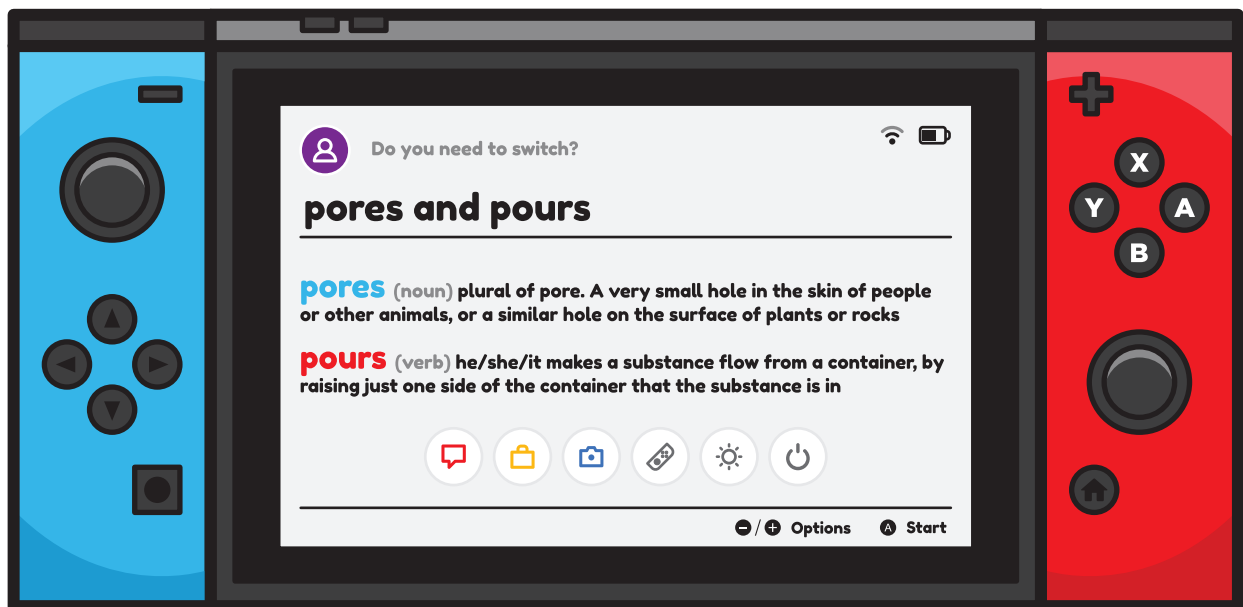 Do you need to switch?
pores and pours
pores (noun) plural of pore. A very small hole in the skin of people
or other animals, or a similar hole on the surface of plants or rocks
pours (verb) he/she/it makes a substance flow from a container, by
raising just one side of the container that the substance is in
-/+ Options A Start
X
Y A
B